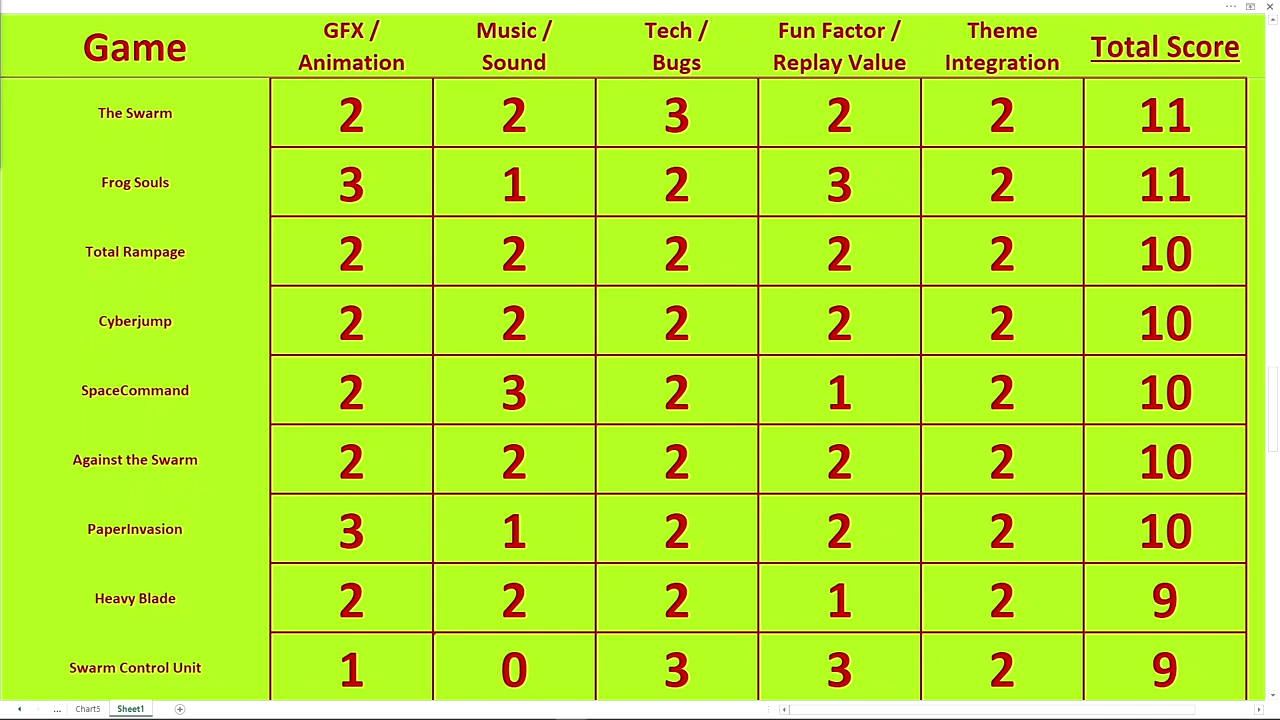 Game GFX / Animation Music / Sound Tech / Bugs Fun Factor / Replay Value Theme Integration Total Score
The Swarm 2 2 3 2 2 11
Frog Souls 3 1 2 3 2 11
Total Rampage 2 2 2 2 2 10
Cyberjump 2 2 2 2 2 10
SpaceCommand 2 3 2 1 2 10
Against the Swarm 2 2 2 2 2 10
PaperInvasion 3 1 2 2 2 10
Heavy Blade 2 2 2 1 2 9
Swarm Control Unit 1 0 3 3 2 9
... Chart5 Sheet1